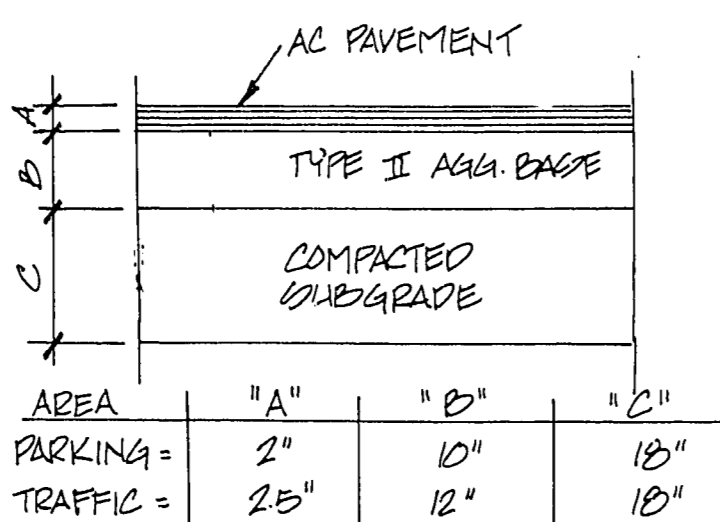 AC PAVEMENT
A
B
C
TYPE II AGG. BASE
COMPACTED
SUBGRADE
AREA "A" "B" "C"
PARKING = 2" 10" 18"
TRAFFIC = 2.5" 12" 18"